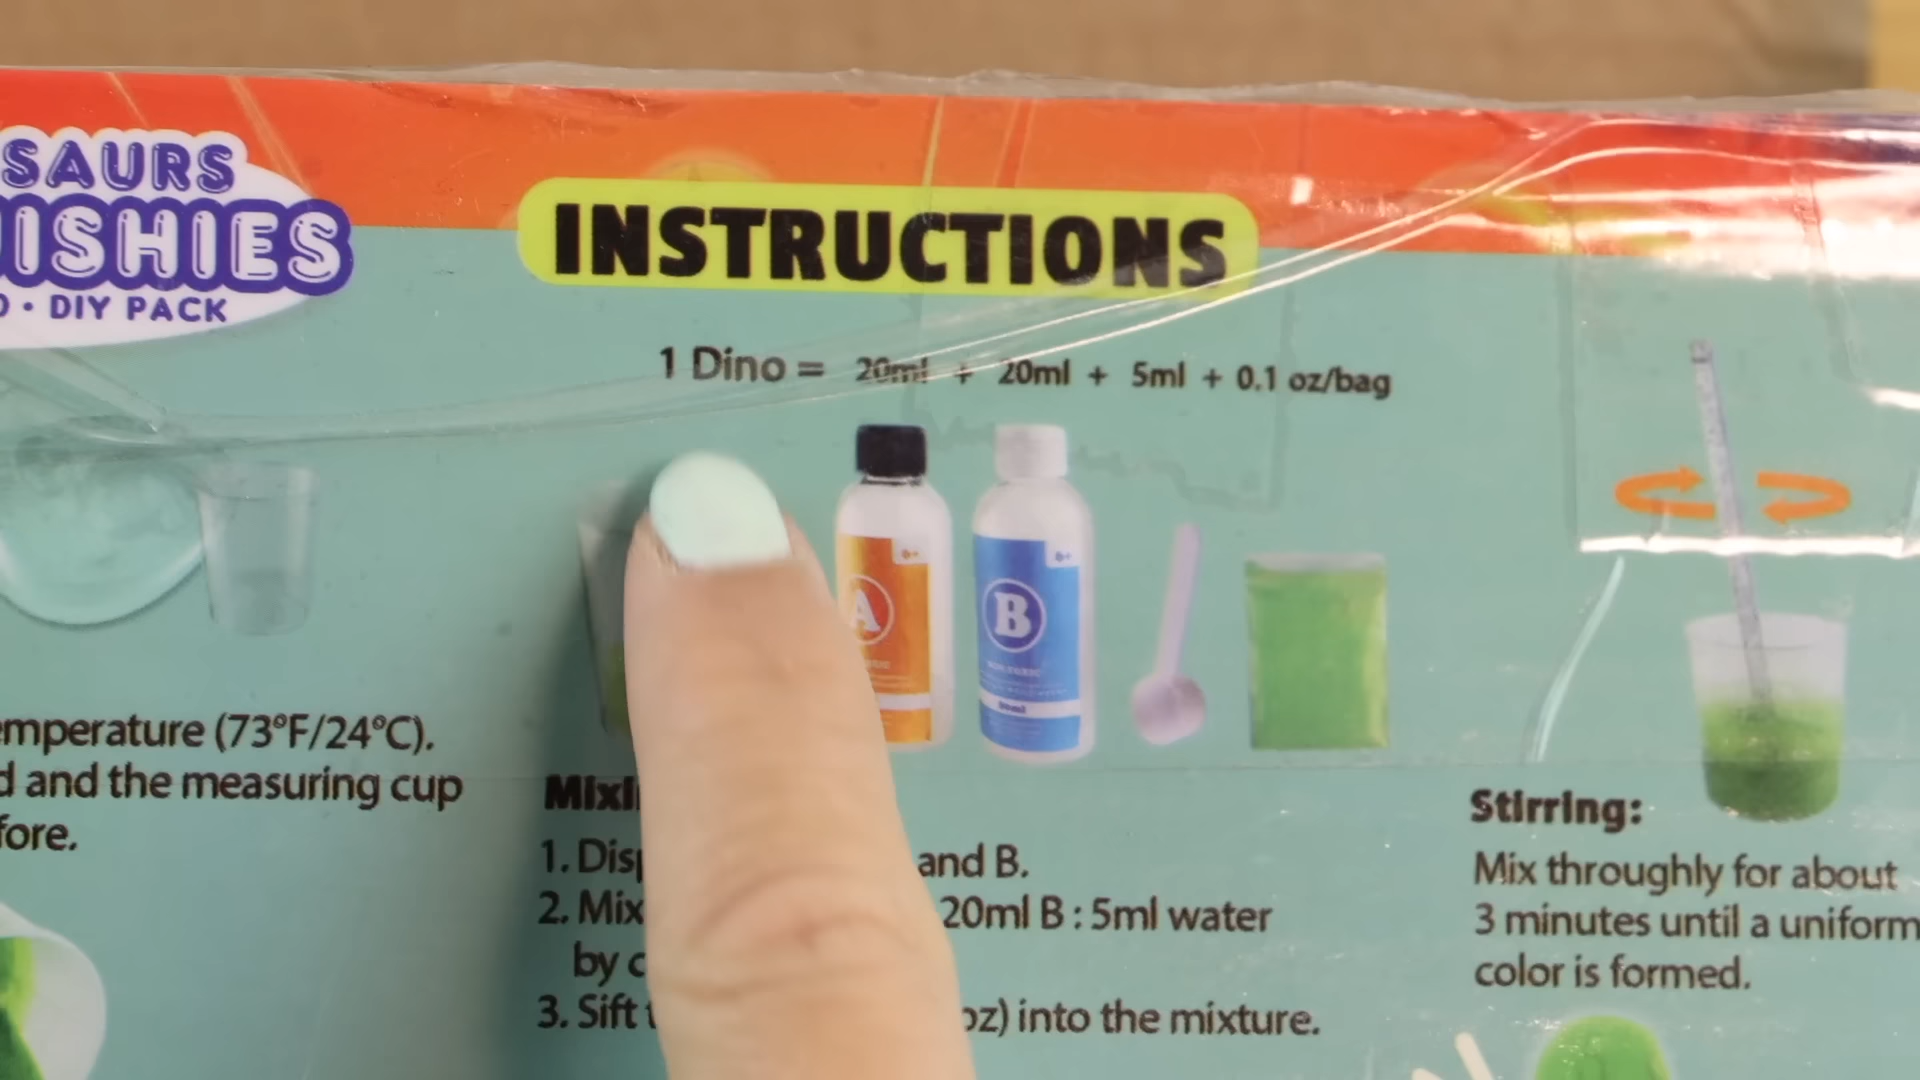 SAURS
ISHIES
• DIY PACK
INSTRUCTIONS
1 Dino = 20ml + 20ml + 5ml + 0.1 oz/bag
A
B
emperature (73°F/24°C).
d and the measuring cup
fore.
1. and B.
2. Mix 20ml B : 5ml water
by
3. Sift oz) into the mixture.
Stirring:
Mix throughly for about
3 minutes until a uniform
color is formed.